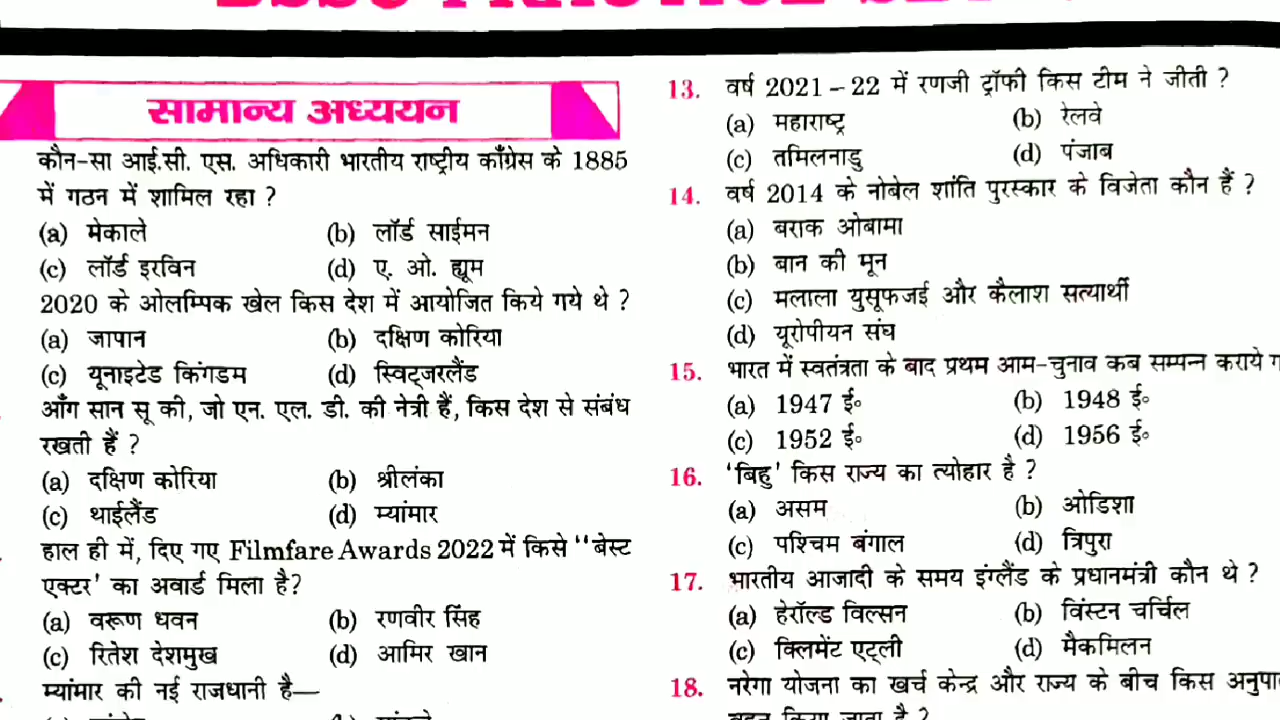 सामान्य अध्ययन
कौन-सा आई.सी. एस. अधिकारी भारतीय राष्ट्रीय काँग्रेस के 1885
में गठन में शामिल रहा ?
(a) मेकाले (b) लॉर्ड साईमन
(c) लॉर्ड इरविन (d) ए. ओ. ह्यूम
2020 के ओलम्पिक खेल किस देश में आयोजित किये गये थे ?
(a) जापान (b) दक्षिण कोरिया
(c) यूनाइटेड किंगडम (d) स्विट्जरलैंड
आँग सान सू की, जो एन. एल. डी. की नेत्री हैं, किस देश से संबंध
रखती हैं ?
(a) दक्षिण कोरिया (b) श्रीलंका
(c) थाईलैंड (d) म्यांमार
हाल ही में, दिए गए Filmfare Awards 2022 में किसे "बेस्ट
एक्टर' का अवार्ड मिला है?
(a) वरूण धवन (b) रणवीर सिंह
(c) रितेश देशमुख (d) आमिर खान
म्यांमार की नई राजधानी है—
13. वर्ष 2021 – 22 में रणजी ट्रॉफी किस टीम ने जीती ?
(a) महाराष्ट्र (b) रेलवे
(c) तमिलनाडु (d) पंजाब
14. वर्ष 2014 के नोबेल शांति पुरस्कार के विजेता कौन हैं ?
(a) बराक ओबामा
(b) बान की मून
(c) मलाला युसूफजई और कैलाश सत्यार्थी
(d) यूरोपीयन संघ
15. भारत में स्वतंत्रता के बाद प्रथम आम-चुनाव कब सम्पन्न कराये
(a) 1947 ई० (b) 1948 ई०
(c) 1952 ई० (d) 1956 ई०
16. 'बिहु' किस राज्य का त्योहार है ?
(a) असम (b) ओडिशा
(c) पश्चिम बंगाल (d) त्रिपुरा
17. भारतीय आजादी के समय इंग्लैंड के प्रधानमंत्री कौन थे ?
(a) हेरॉल्ड विल्सन (b) विंस्टन चर्चिल
(c) क्लिमेंट एट्ली (d) मैकमिलन
18. नरेगा योजना का खर्च केन्द्र और राज्य के बीच किस